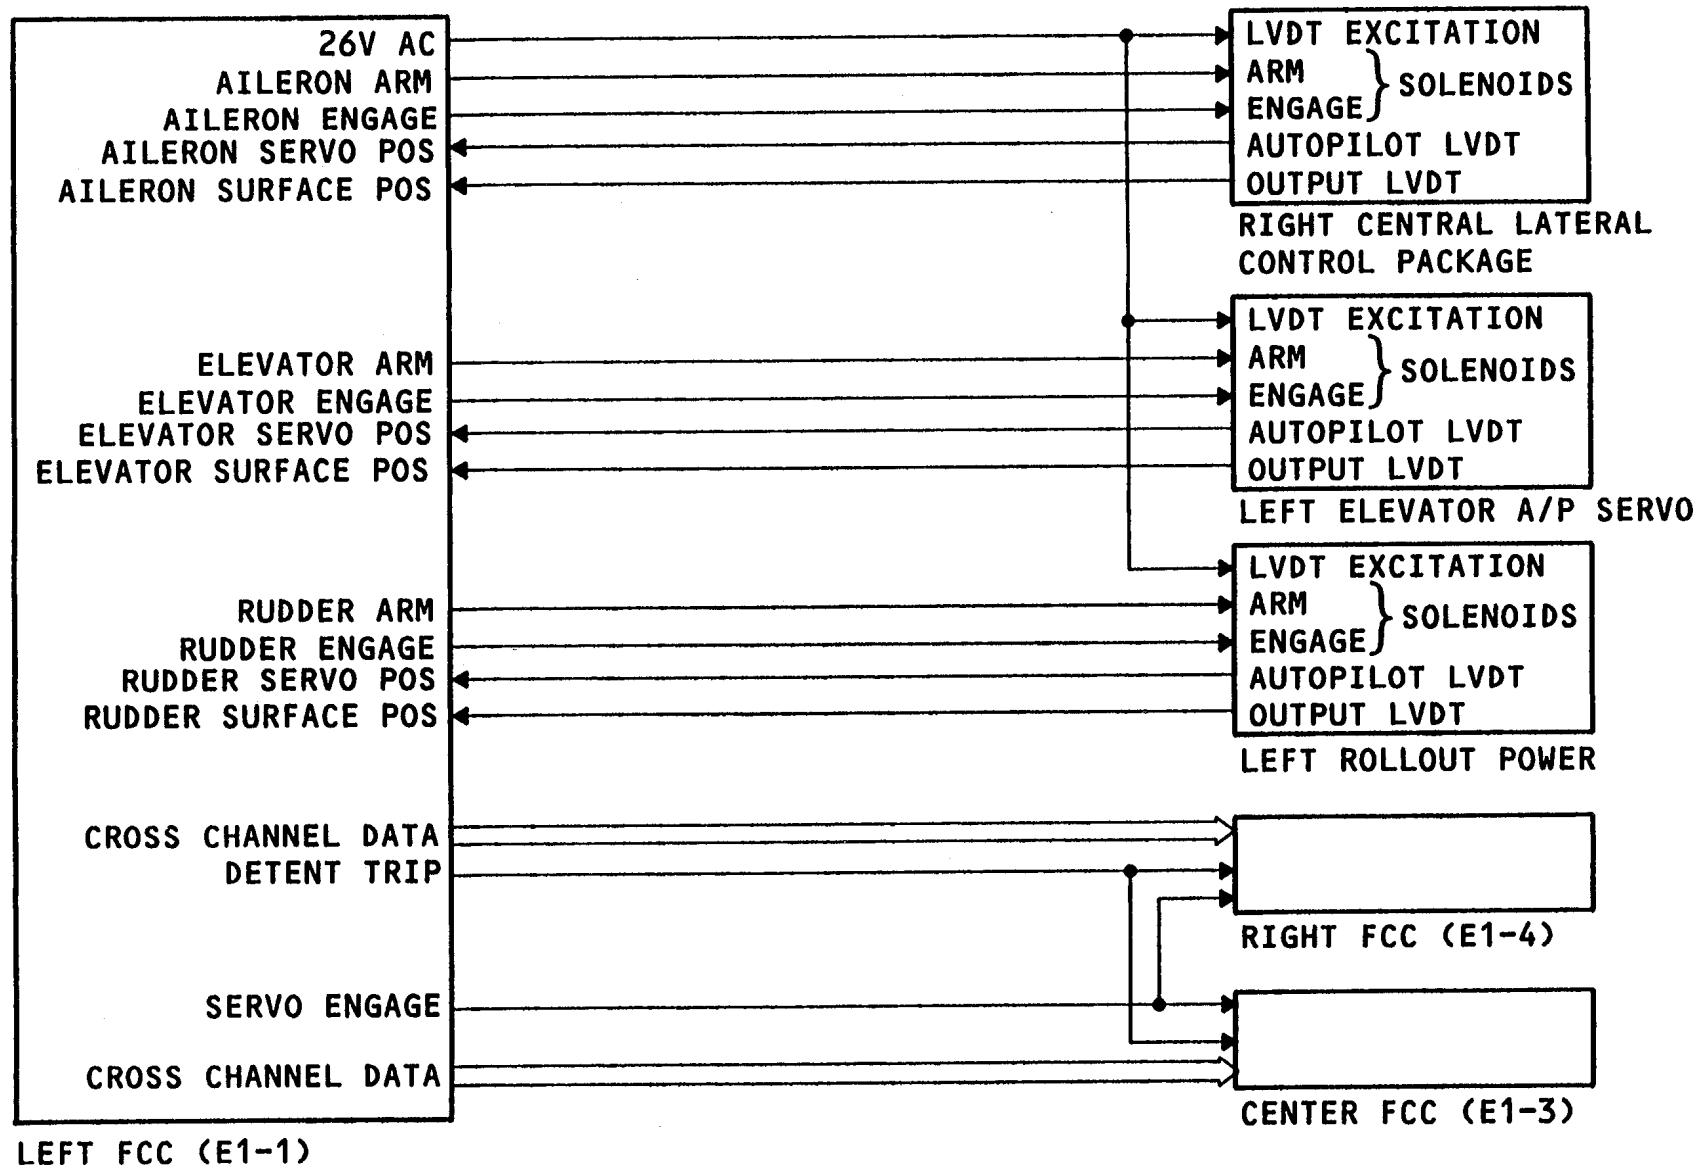 26V AC
AILERON ARM
AILERON ENGAGE
AILERON SERVO POS
AILERON SURFACE POS
ELEVATOR ARM
ELEVATOR ENGAGE
ELEVATOR SERVO POS
ELEVATOR SURFACE POS
RUDDER ARM
RUDDER ENGAGE
RUDDER SERVO POS
RUDDER SURFACE POS
CROSS CHANNEL DATA
DETENT TRIP
SERVO ENGAGE
CROSS CHANNEL DATA
LEFT FCC (E1-1)
LVDT EXCITATION
ARM
ENGAGE
SOLENOIDS
AUTOPILOT LVDT
OUTPUT LVDT
RIGHT CENTRAL LATERAL
CONTROL PACKAGE
LVDT EXCITATION
ARM
ENGAGE
SOLENOIDS
AUTOPILOT LVDT
OUTPUT LVDT
LEFT ELEVATOR A/P SERVO
LVDT EXCITATION
ARM
ENGAGE
SOLENOIDS
AUTOPILOT LVDT
OUTPUT LVDT
LEFT ROLLOUT POWER
RIGHT FCC (E1-4)
CENTER FCC (E1-3)